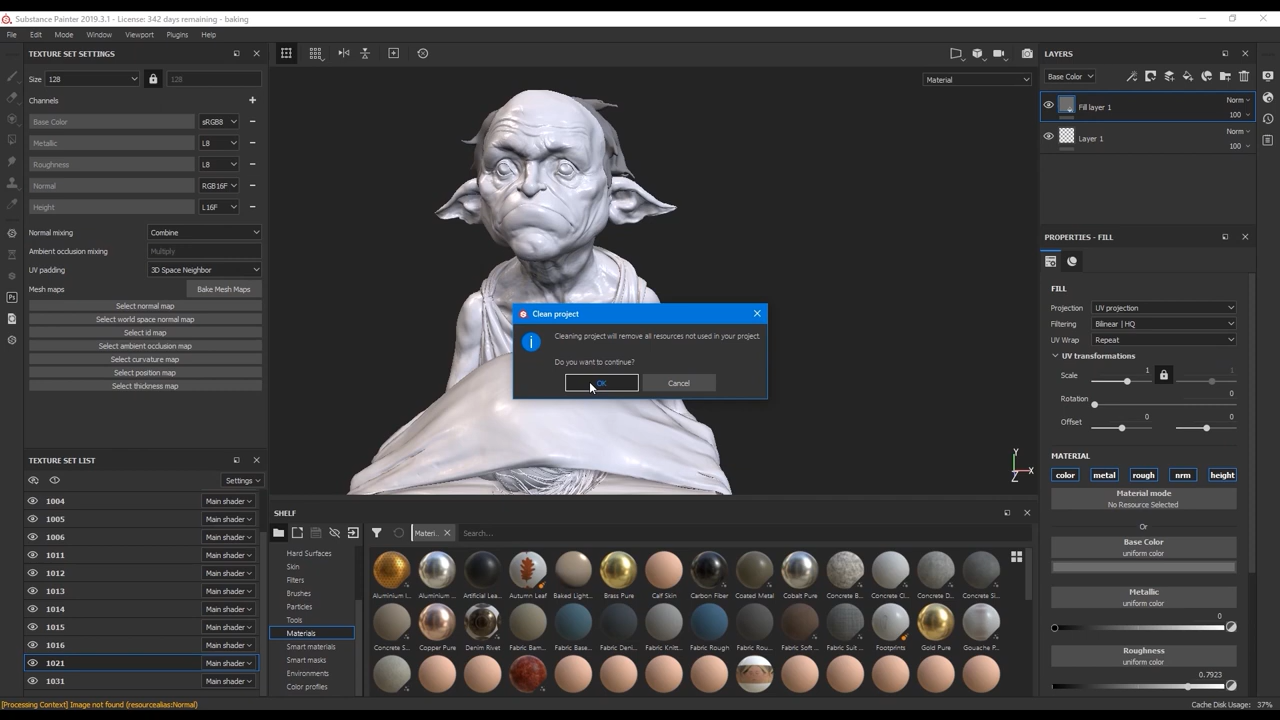 Substance Painter 2019.3.1 - License: 342 days remaining - baking
File Edit Mode Window Viewport Plugins Help
TEXTURE SET SETTINGS
Size 128 128
Channels
Base Color sRGB8
Metallic L8
Roughness L8
Normal RGB16F
Height L16F
Normal mixing Combine
Ambient occlusion mixing Multiply
UV padding 3D Space Neighbor
Mesh maps Bake Mesh Maps
Select normal map
Select world space normal map
Select id map
Select ambient occlusion map
Select curvature map
Select position map
Select thickness map
TEXTURE SET LIST
Settings
1004 Main shader
1005 Main shader
1006 Main shader
1011 Main shader
1012 Main shader
1013 Main shader
1014 Main shader
1015 Main shader
1016 Main shader
1021 Main shader
1031 Main shader
Material
Clean project
Cleaning project will remove all resources not used in your project.
Do you want to continue?
OK Cancel
Y
X
Z
SHELF
Materi... Search...
Hard Surfaces
Skin
Filters
Brushes
Particles
Tools
Materials
Smart materials
Smart masks
Environments
Color profiles
Aluminium I... Aluminium ... Artificial Lea... Autumn Leaf Baked Light... Brass Pure Calf Skin Carbon Fiber Coated Metal Cobalt Pure Concrete B... Concrete Cl... Concrete D... Concrete Si...
Concrete S... Copper Pure Denim Rivet Fabric Bam... Fabric Base... Fabric Deni... Fabric Knitt... Fabric Rough Fabric Soft ... Fabric Suit ... Footprints Gold Pure Gouache P...
LAYERS
Base Color
Fill layer 1 Norm
100
Layer 1 Norm
100
PROPERTIES - FILL
FILL
Projection UV projection
Filtering Bilinear | HQ
UV Wrap Repeat
UV transformations
Scale 1 1
Rotation 0
Offset 0 0
MATERIAL
color metal rough nrm height
Material mode
No Resource Selected
Or
Base Color
uniform color
Metallic
uniform color
0
Roughness
uniform color
0.7923
Ps
[Processing Context] Image not found (resourcealias:Normal)
Cache Disk Usage: 37%